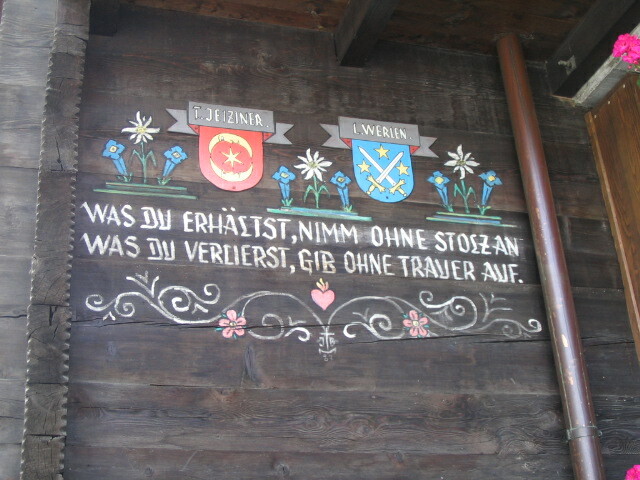 T. JEIZINER. I. WERLEN.
WAS DU ERHÄLTST, NIMM OHNE STOLZ AN
WAS DU VERLIERST, GIB OHNE TRAUER AUF.